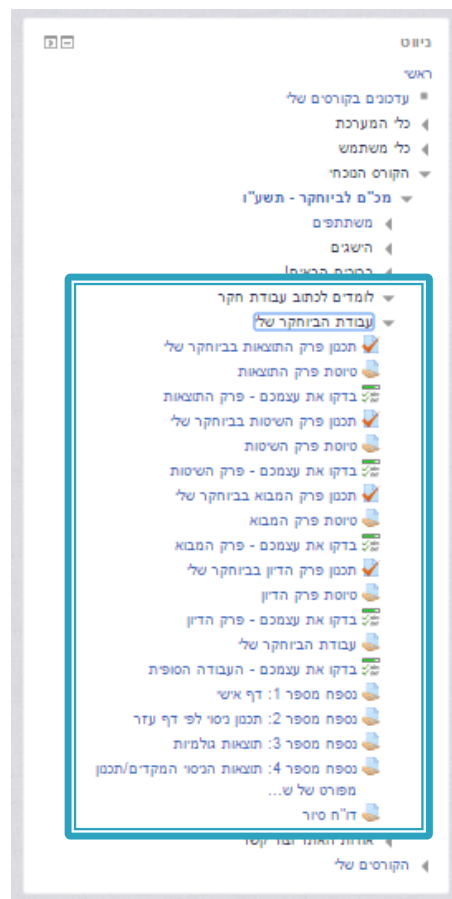 ניווט
ראשי
עדכונים בקורסים שלי
כלי המערכת
כלי משתמש
הקורס הנוכחי
מכ"ם לביוחקר - תשע"ו
משתתפים
הישגים
ברוכים הבאים!
לומדים לכתוב עבודת חקר
עבודת הביוחקר שלי
תכנון פרק התוצאות בביוחקר שלי
טיוטת פרק התוצאות
בדקו את עצמכם - פרק התוצאות
תכנון פרק השיטות בביוחקר שלי
טיוטת פרק השיטות
בדקו את עצמכם - פרק השיטות
תכנון פרק המבוא בביוחקר שלי
טיוטת פרק המבוא
בדקו את עצמכם - פרק המבוא
תכנון פרק הדיון בביוחקר שלי
טיוטת פרק הדיון
בדקו את עצמכם - פרק הדיון
עבודת הביוחקר שלי
בדקו את עצמכם - העבודה הסופית
נספח מספר 1: דף אישי
נספח מספר 2: תכנון ניסוי לפי דף עזר
נספח מספר 3: תוצאות גולמיות
נספח מספר 4: תוצאות הניסוי המקדים/תכנון
מפורט של ש...
דו"ח סיור
אודות האתר וצור קשר
הקורסים שלי